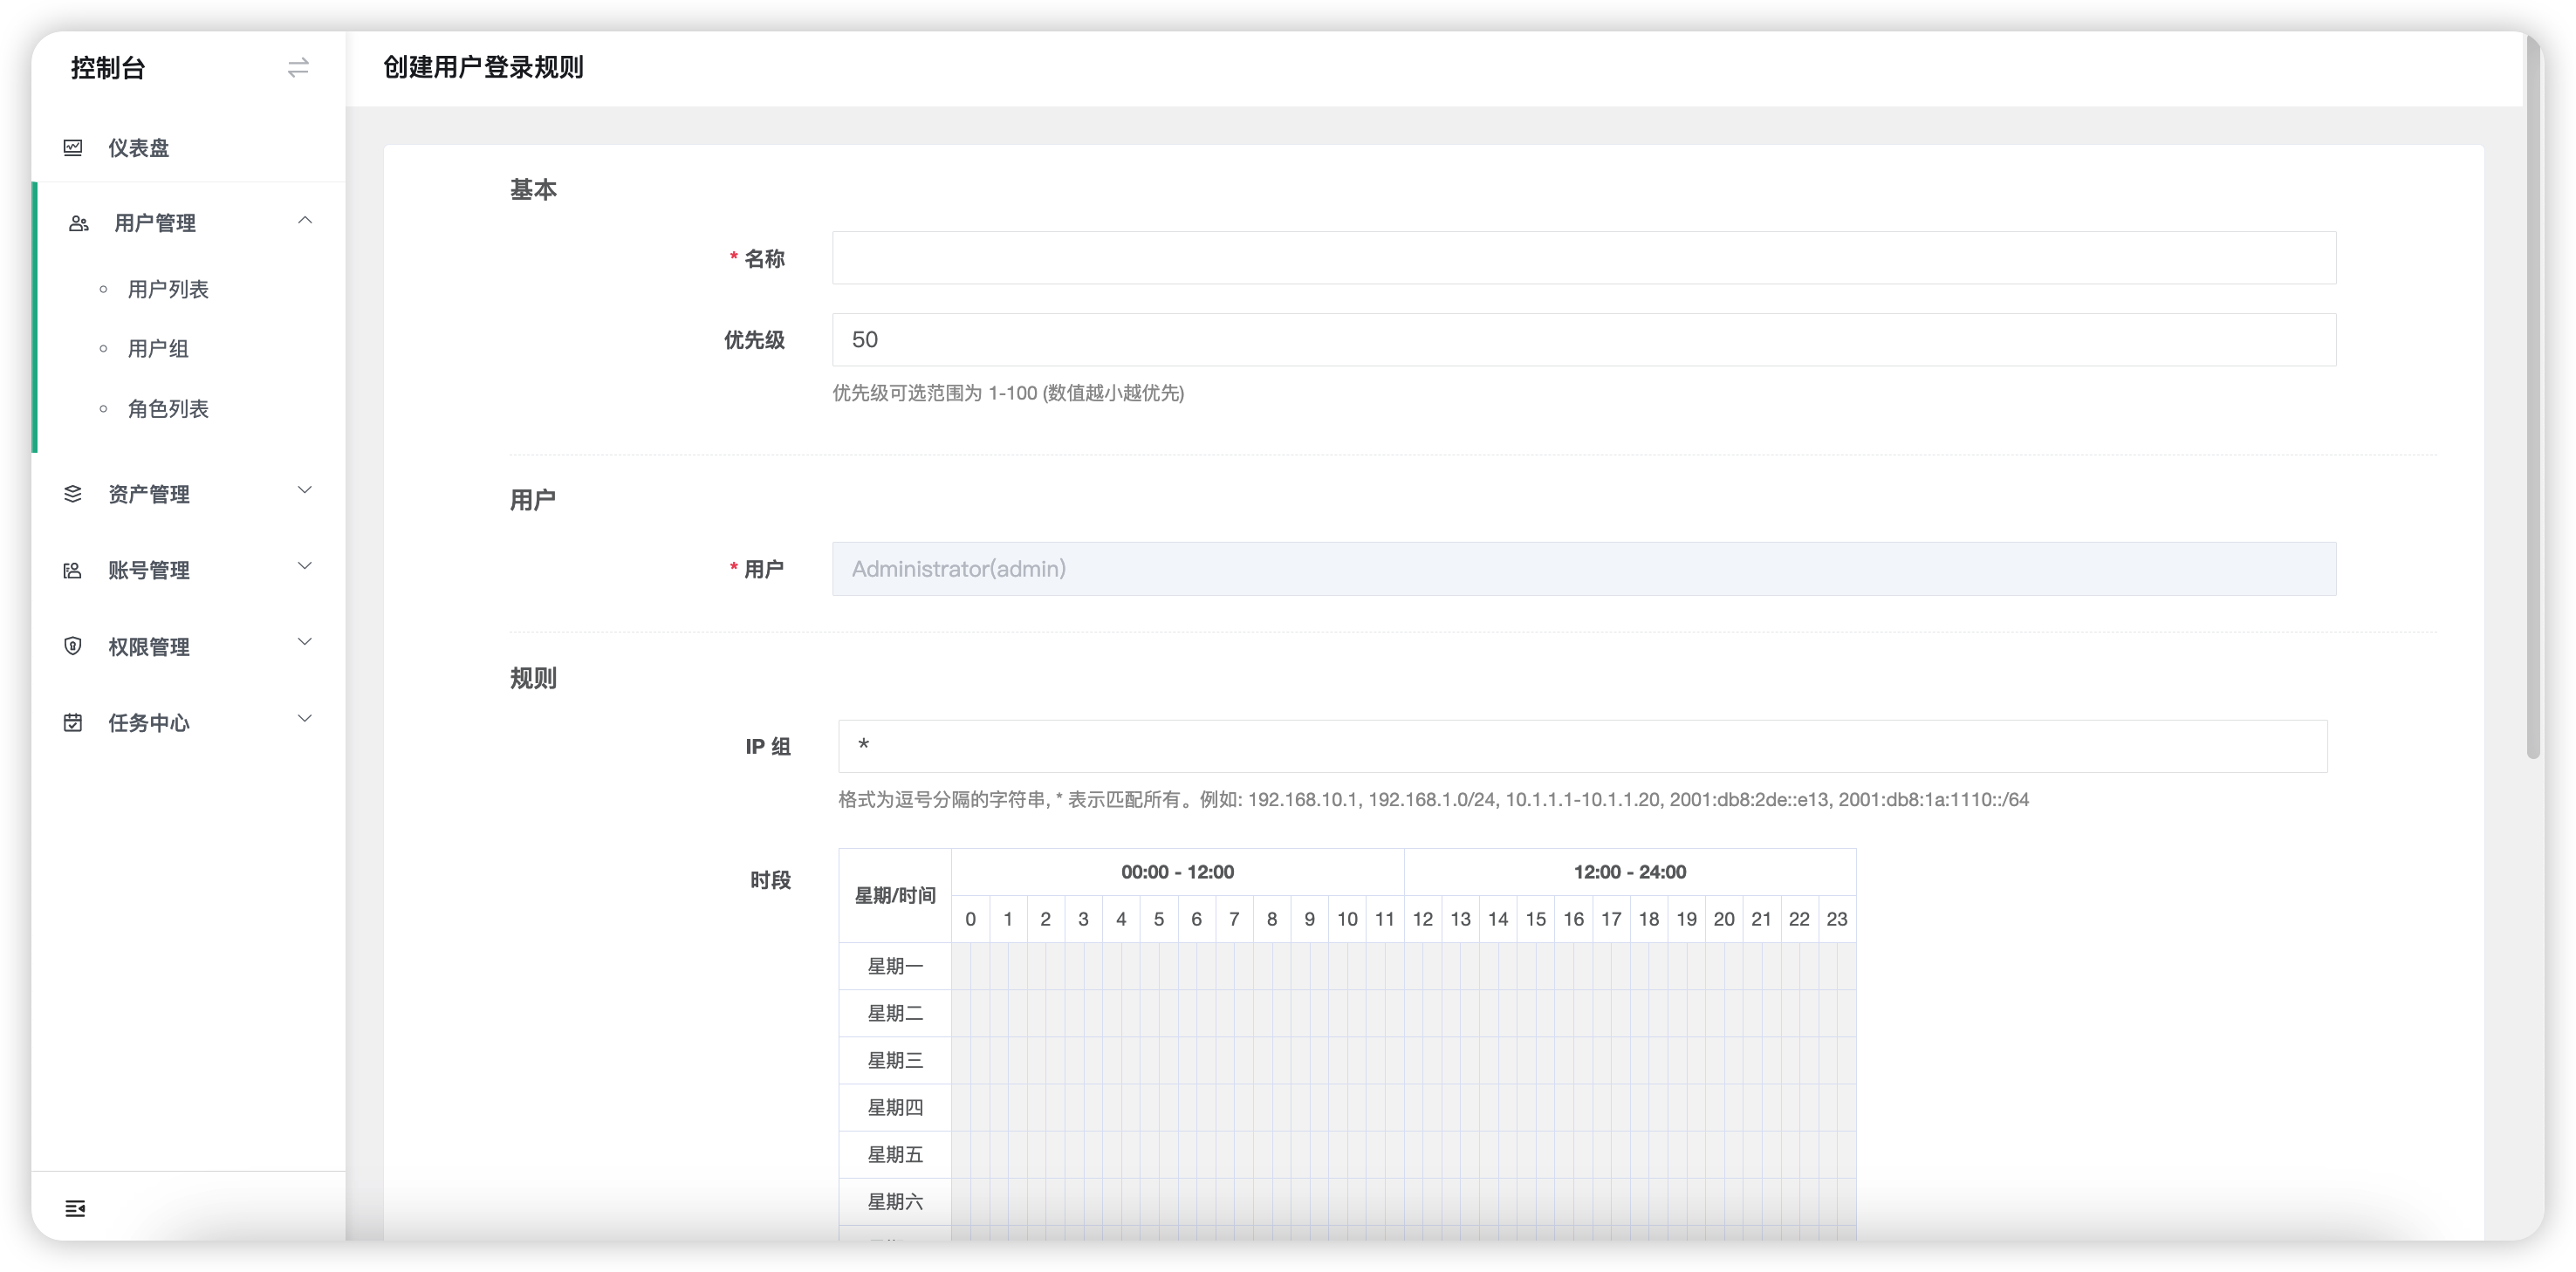 控制台
仪表盘
用户管理
用户列表
用户组
角色列表
资产管理
账号管理
权限管理
任务中心
创建用户登录规则
基本
* 名称
优先级
50
优先级可选范围为 1-100 (数值越小越优先)
用户
* 用户
Administrator(admin)
规则
IP 组
*
格式为逗号分隔的字符串, * 表示匹配所有。例如: 192.168.10.1, 192.168.1.0/24, 10.1.1.1-10.1.1.20, 2001:db8:2de::e13, 2001:db8:1a:1110::/64
时段
星期/时间
00:00 - 12:00 12:00 - 24:00
0 1 2 3 4 5 6 7 8 9 10 11 12 13 14 15 16 17 18 19 20 21 22 23
星期一
星期二
星期三
星期四
星期五
星期六